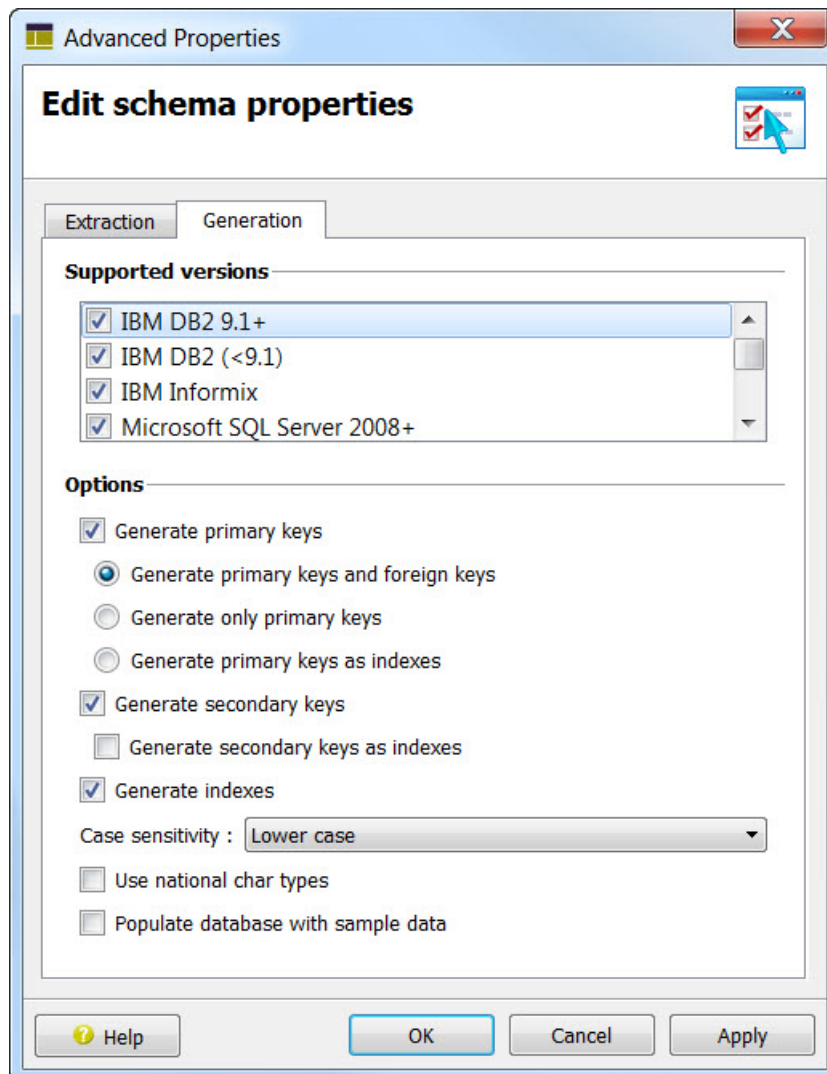 Advanced Properties
Edit schema properties
Extraction
Generation
Supported versions
IBM DB2 9.1+
IBM DB2 (<9.1)
IBM Informix
Microsoft SQL Server 2008+
Options
Generate primary keys
Generate primary keys and foreign keys
Generate only primary keys
Generate primary keys as indexes
Generate secondary keys
Generate secondary keys as indexes
Generate indexes
Case sensitivity : Lower case
Use national char types
Populate database with sample data
Help
OK
Cancel
Apply